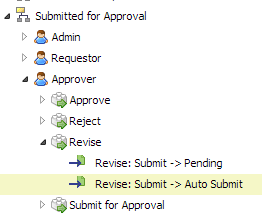 Submitted for Approval
Admin
Requestor
Approver
Approve
Reject
Revise
Revise: Submit -> Pending
Revise: Submit -> Auto Submit
Submit for Approval